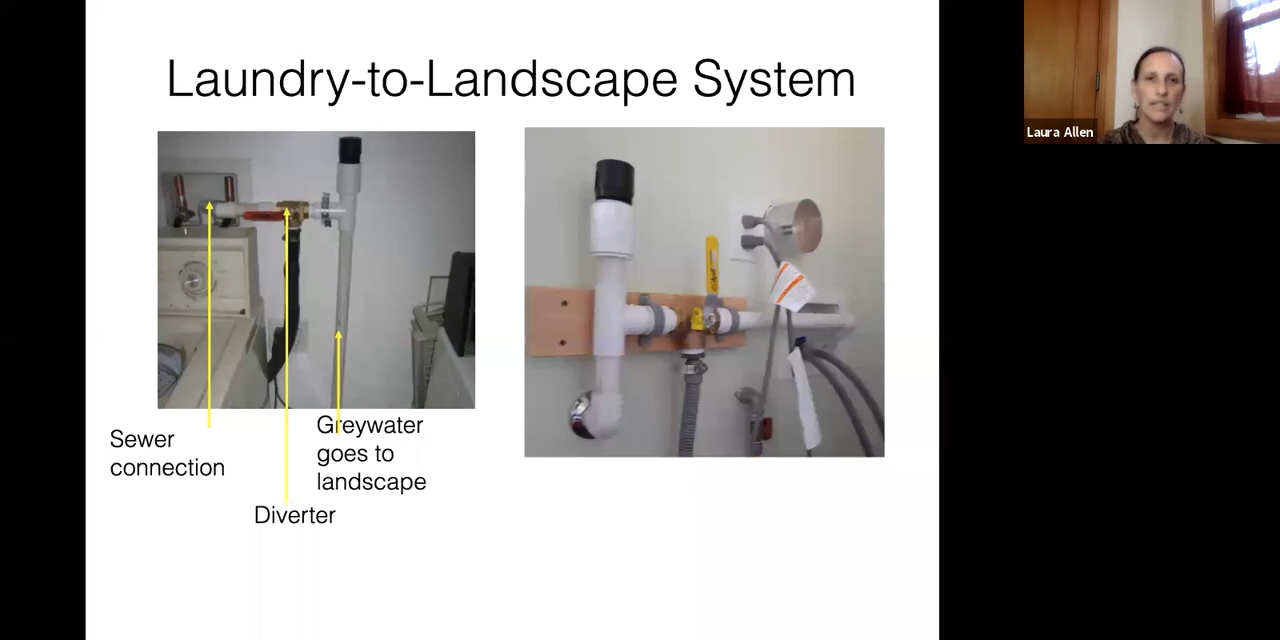 Laundry-to-Landscape System
Laura Allen
Sewer
connection
Greywater
goes to
landscape
Diverter